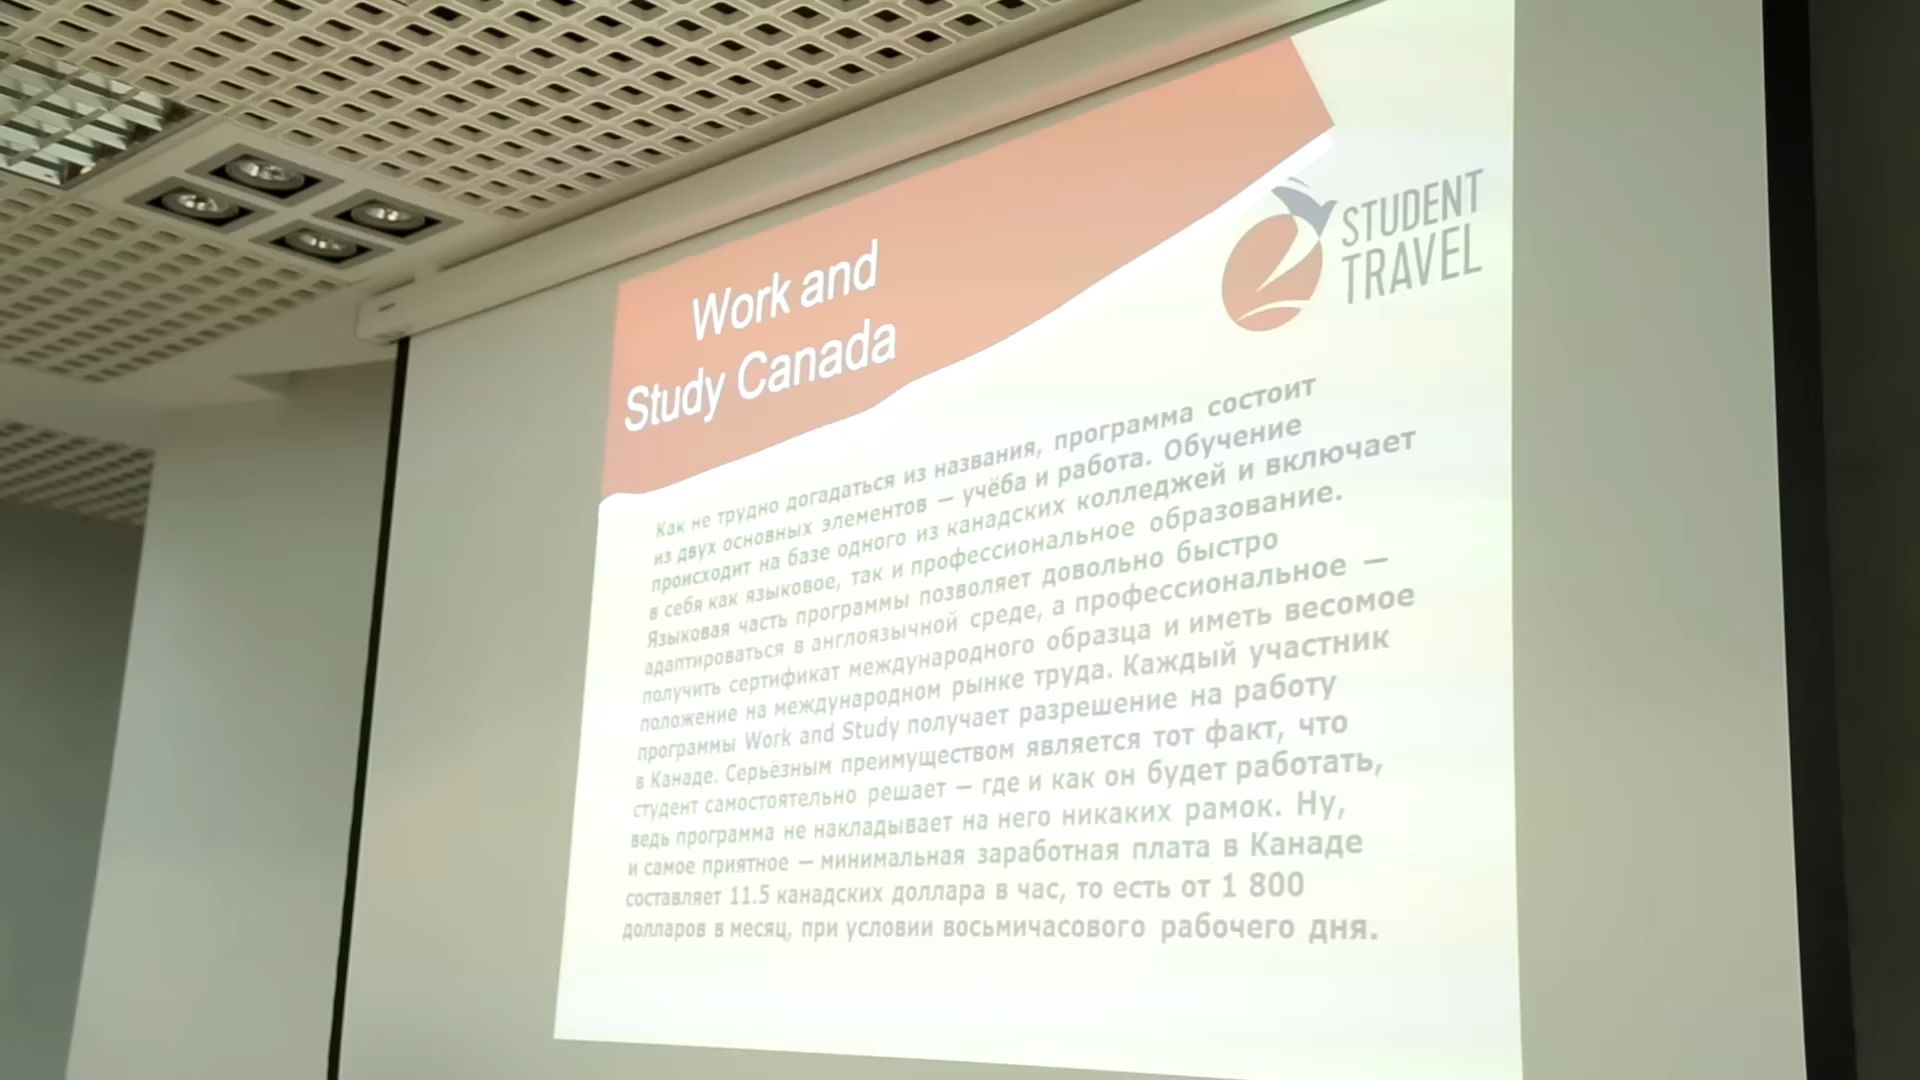 Work and
Study Canada
STUDENT
TRAVEL
Как не трудно догадаться из названия, программа состоит
из двух основных элементов — учёба и работа. Обучение
происходит на базе одного из канадских колледжей и включает
в себя как языковое, так и профессиональное образование.
Языковая часть программы позволяет довольно быстро
адаптироваться в англоязычной среде, а профессиональное —
получить сертификат международного образца и иметь весомое
положение на международном рынке труда. Каждый участник
программы Work and Study получает разрешение на работу
в Канаде. Серьёзным преимуществом является тот факт, что
студент самостоятельно решает — где и как он будет работать,
ведь программа не накладывает на него никаких рамок. Ну,
и самое приятное — минимальная заработная плата в Канаде
составляет 11.5 канадских доллара в час, то есть от 1 800
долларов в месяц, при условии восьмичасового рабочего дня.